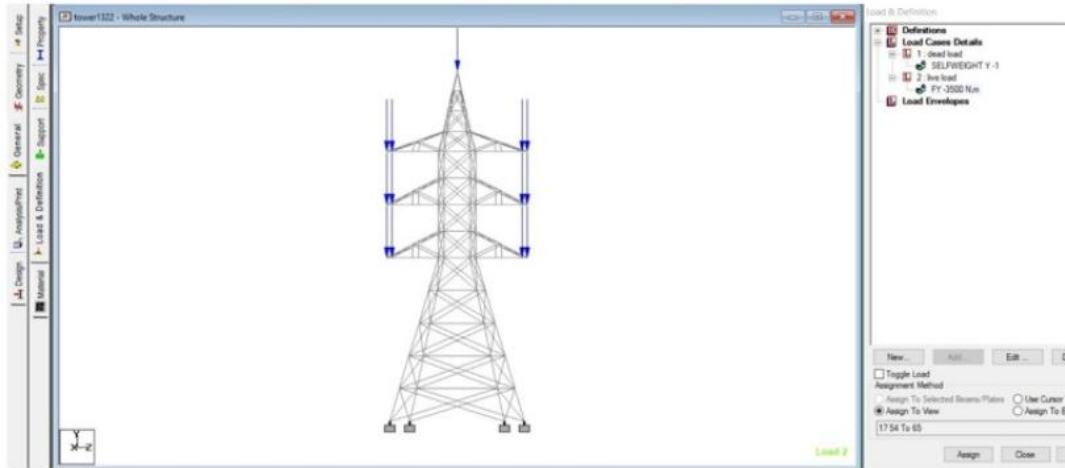 Setup
Geometry
General
Analysis/Print
Design
Property
Spec
Support
Load & Definition
Material
tower1322 - Whole Structure
Y
X
Z
Load 2
Load & Definition
Definitions
Load Cases Details
1 : dead load
SELFWEIGHT Y -1
2 : live load
FY -3500 N,m
Load Envelopes
New...
Add...
Edit ...
Toggle Load
Assignment Method
Assign To Selected Beams/Plates
Use Cursor
Assign To View
Assign To E
17 54 To 65
Assign
Close